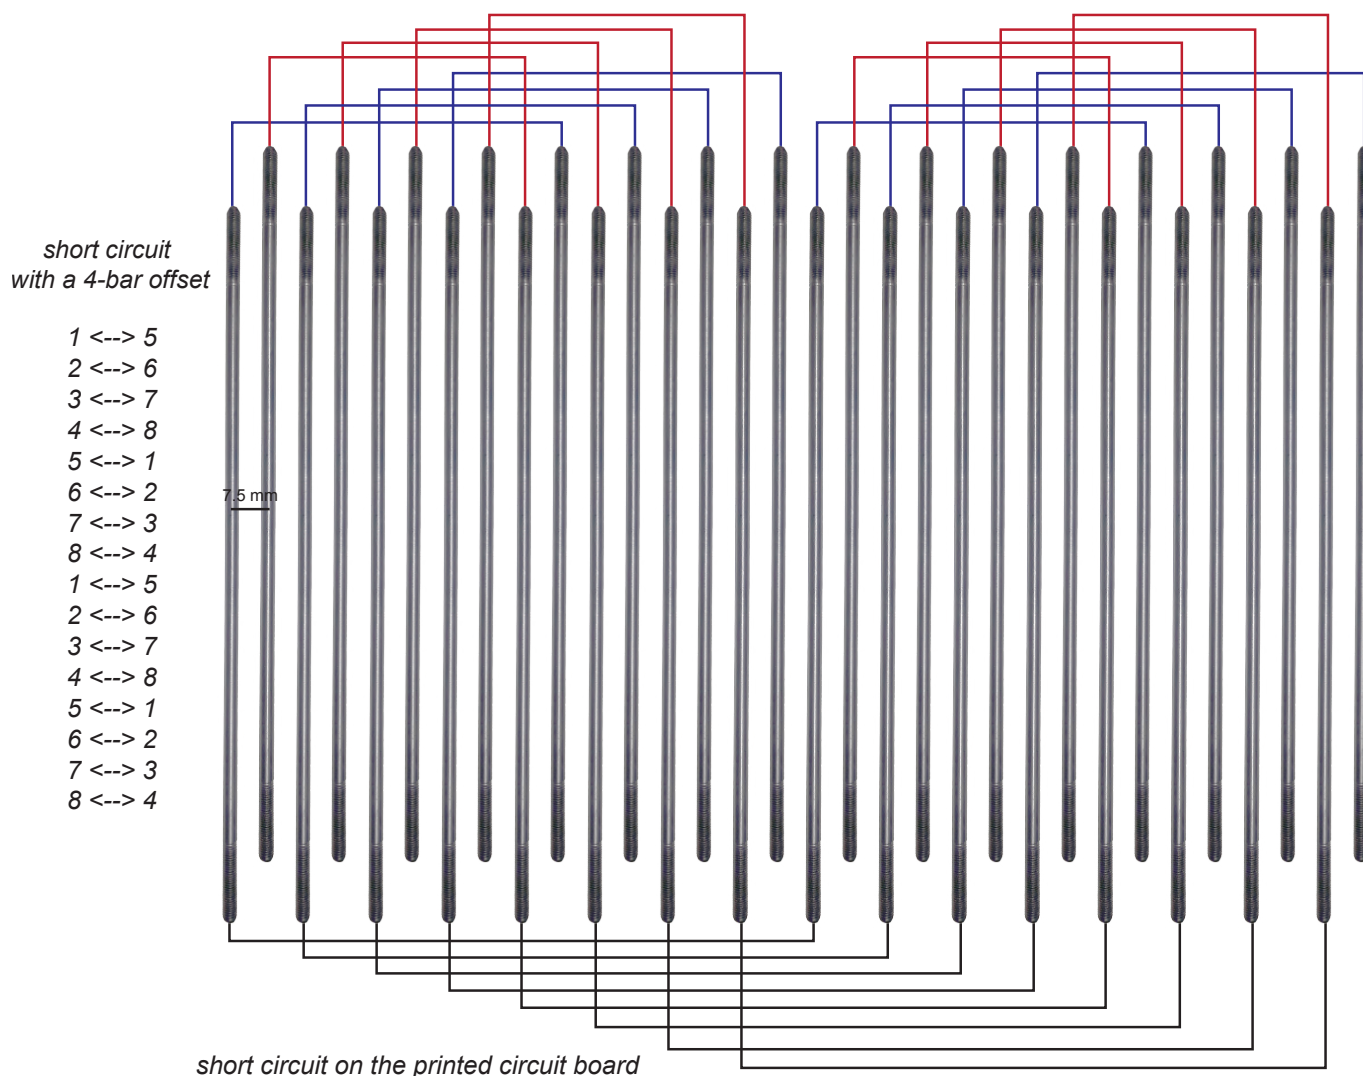 short circuit
with a 4-bar offset
1 <--> 5
2 <--> 6
3 <--> 7
4 <--> 8
5 <--> 1
6 <--> 2
7 <--> 3
8 <--> 4
1 <--> 5
2 <--> 6
3 <--> 7
4 <--> 8
5 <--> 1
6 <--> 2
7 <--> 3
8 <--> 4
7.5 mm
short circuit on the printed circuit board